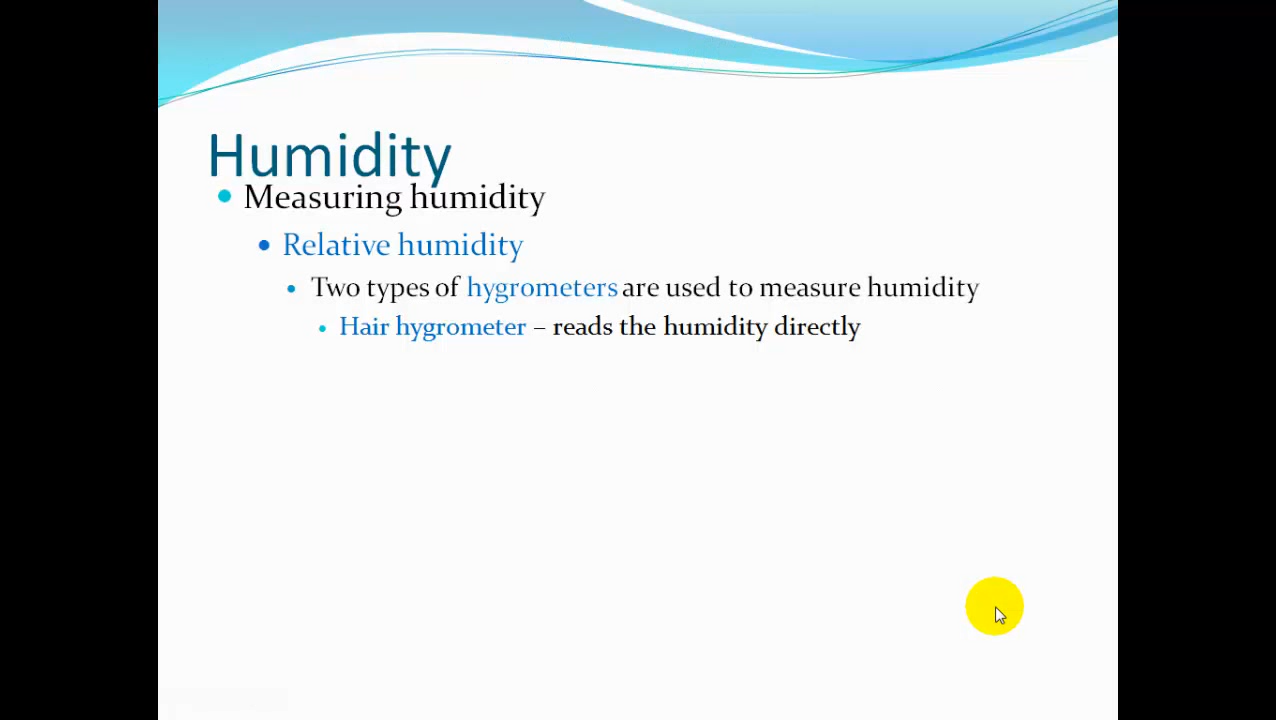 Humidity
Measuring humidity
Relative humidity
Two types of hygrometers are used to measure humidity
Hair hygrometer – reads the humidity directly